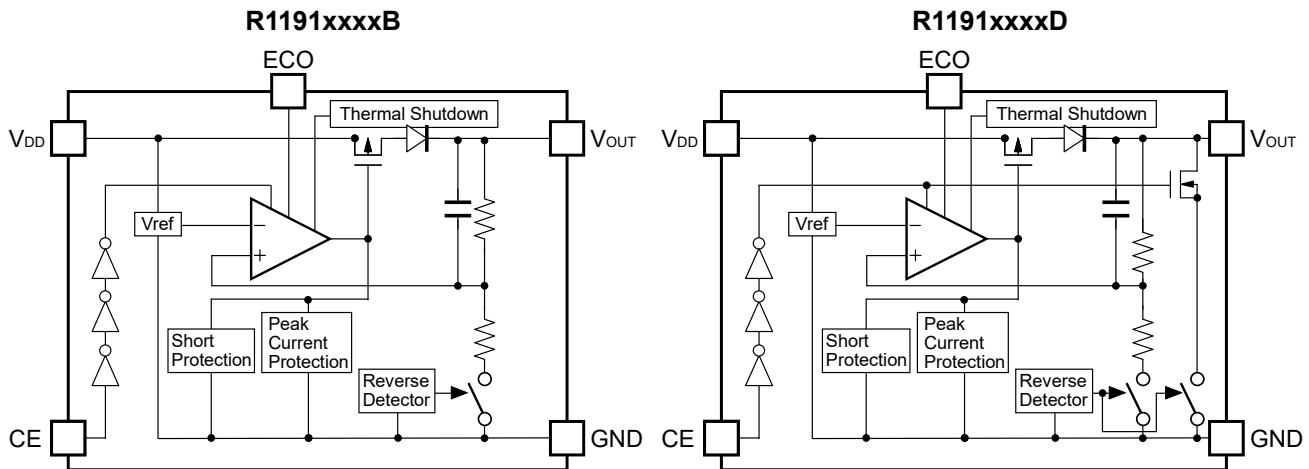 R1191xxxxB
ECO
Thermal Shutdown
VDD
VOUT
Vref
−
+
Short
Protection
Peak
Current
Protection
Reverse
Detector
CE
GND
R1191xxxxD
ECO
Thermal Shutdown
VDD
VOUT
Vref
−
+
Short
Protection
Peak
Current
Protection
Reverse
Detector
CE
GND